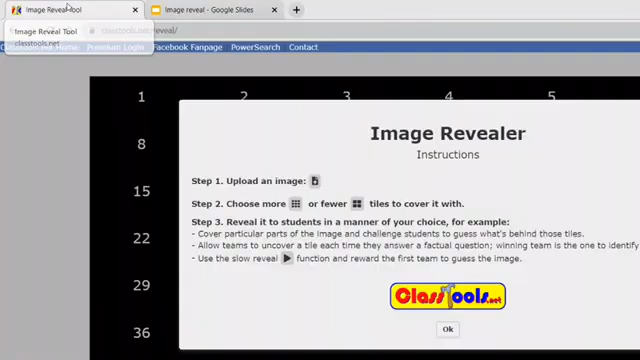 Image Reveal Tool
Image reveal - Google Slides
Image Reveal Tool
classtools.net
classtools.net/reveal/
Premium Login
Facebook Fanpage
PowerSchool Contact
1 2 3 4 5
8
15
22
29
36
Image Revealer
Instructions
Step 1. Upload an image:
Step 2. Choose more or fewer tiles to cover it with.
Step 3. Reveal it to students in a manner of your choice, for example:
- Cover particular parts of the image and challenge students to guess what's behind those tiles.
- Allow teams to uncover a tile each time they answer a factual question; winning team is the one to identify
- Use the slow reveal function and reward the first team to guess the image.
ClassTools.net
Ok